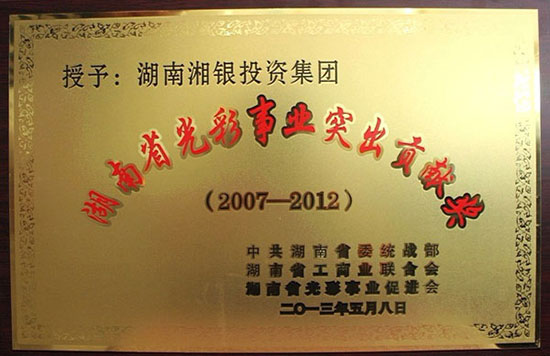 授予：湖南湘银投资集团
湖南省光彩事业突出贡献奖
（2007—2012）
中共湖南省委统战部
湖南省工商业联合会
湖南省光彩事业促进会
二〇一三年五月八日